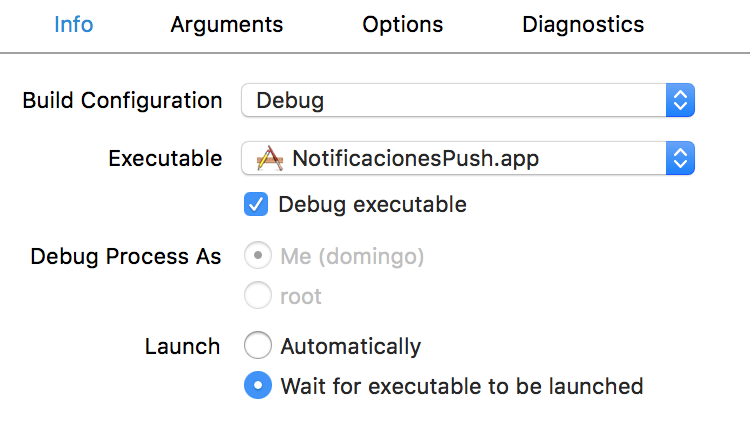 Info Arguments Options Diagnostics
Build Configuration Debug
Executable NotificacionesPush.app
Debug executable
Debug Process As Me (domingo)
root
Launch Automatically
Wait for executable to be launched